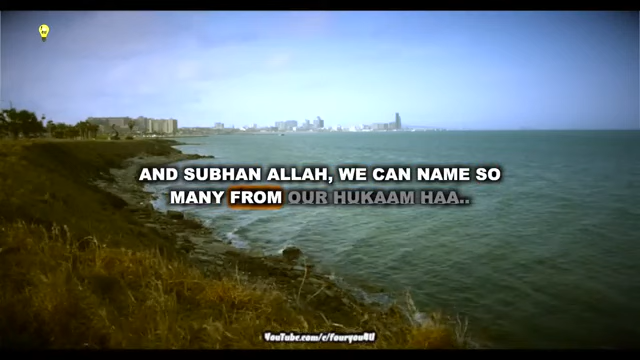 AND SUBHAN ALLAH, WE CAN NAME SO
MANY FROM OUR HUKAAM HAA..
YouTube.com/c/fouryou4U